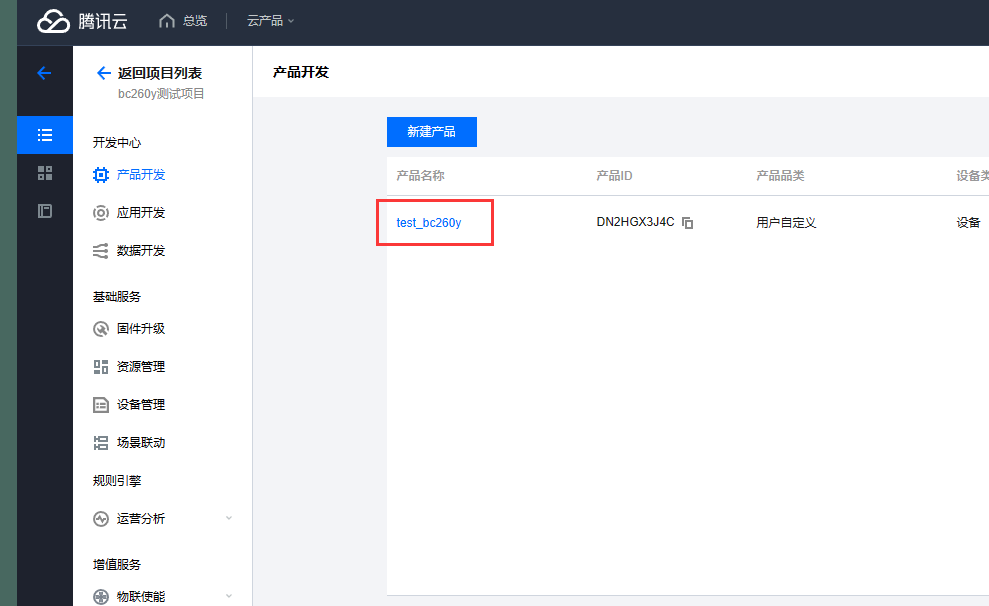 腾讯云 总览 云产品
返回项目列表
bc260y测试项目
开发中心
产品开发
应用开发
数据开发
基础服务
固件升级
资源管理
设备管理
场景联动
规则引擎
运营分析
增值服务
物联使能
产品开发
新建产品
产品名称 产品ID 产品品类 设备类
test_bc260y DN2HGX3J4C 用户自定义 设备